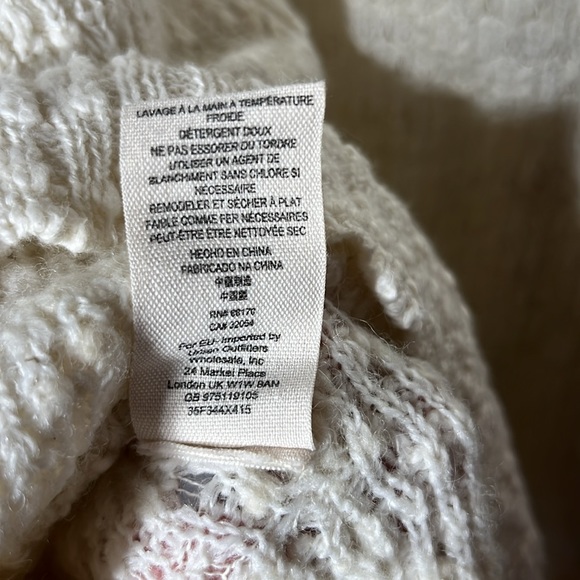 LAVAGE À LA MAIN À TEMPÉRATURE
FROIDE
DÉTERGENT DOUX
NE PAS ESSORER OU TORDRE
UTILISER UN AGENT DE
BLANCHIMENT SANS CHLORE SI
NÉCESSAIRE
REMODELER ET SÉCHER À PLAT
FAIBLE COMME FER NÉCESSAIRES
PEUT-ÊTRE ÊTRE NETTOYÉE SEC
HECHO EN CHINA
FABRICADO NA CHINA
中國製造
中国製
RN# 66170
CA# 32054
For EU- Imported by
Urban Outfitters
Wholesale, Inc
24 Market Place
London UK W1W 8AN
GB 975119105
35F344X415